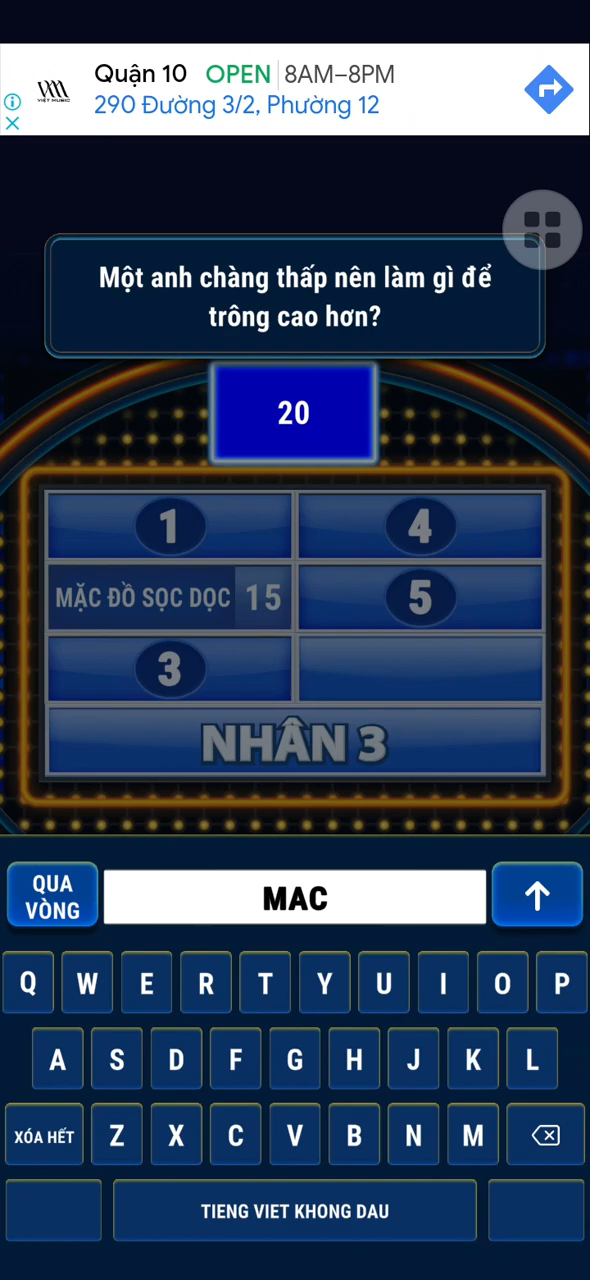 Quận 10 OPEN 8AM–8PM
VIET MUSIC
290 Đường 3/2, Phường 12
Một anh chàng thấp nên làm gì để
trông cao hơn?
20
1 4
MẶC ĐỒ SỌC DỌC 15 5
3
NHÂN 3
QUA
VÒNG
MAC
Q W E R T Y U I O P
A S D F G H J K L
XÓA HẾT Z X C V B N M
TIENG VIET KHONG DAU